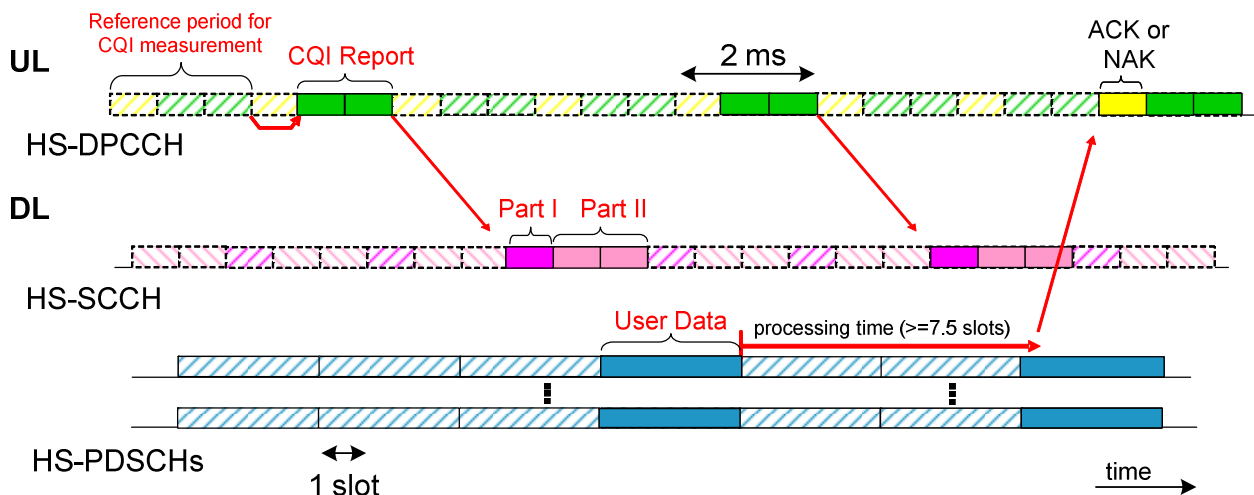 Reference period for
CQI measurement
UL
CQI Report
2 ms
ACK or
NAK
HS-DPCCH
DL
Part I
Part II
HS-SCCH
User Data
processing time (>=7.5 slots)
HS-PDSCHs
1 slot
time